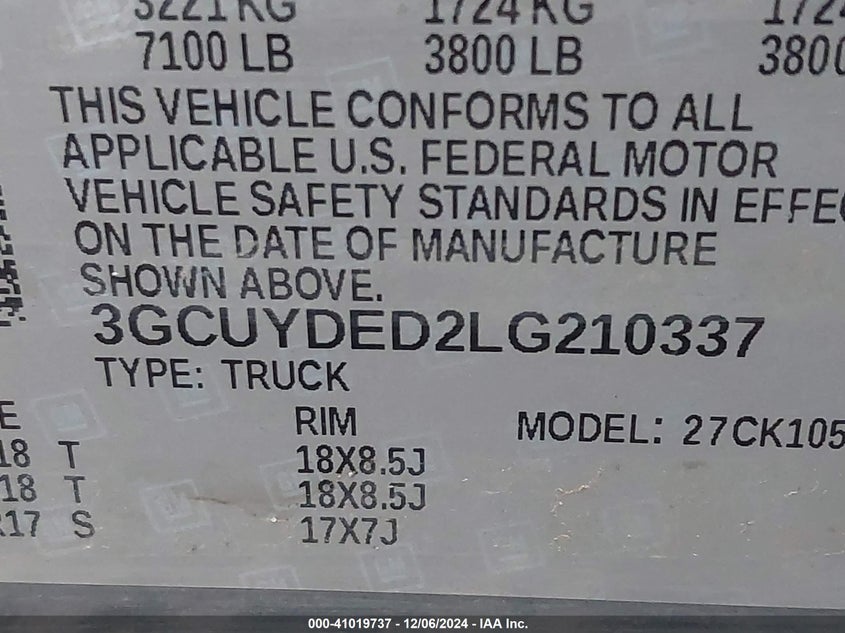 3221 KG 1724 KG
7100 LB 3800 LB 3800
THIS VEHICLE CONFORMS TO ALL
APPLICABLE U.S. FEDERAL MOTOR
VEHICLE SAFETY STANDARDS IN EFFEC
ON THE DATE OF MANUFACTURE
SHOWN ABOVE.
3GCUYDED2LG210337
TYPE: TRUCK
E RIM MODEL: 27CK105
18 T 18X8.5J
18 T 18X8.5J
R17 S 17X7J
000-41019737 - 12/06/2024 - IAA Inc.